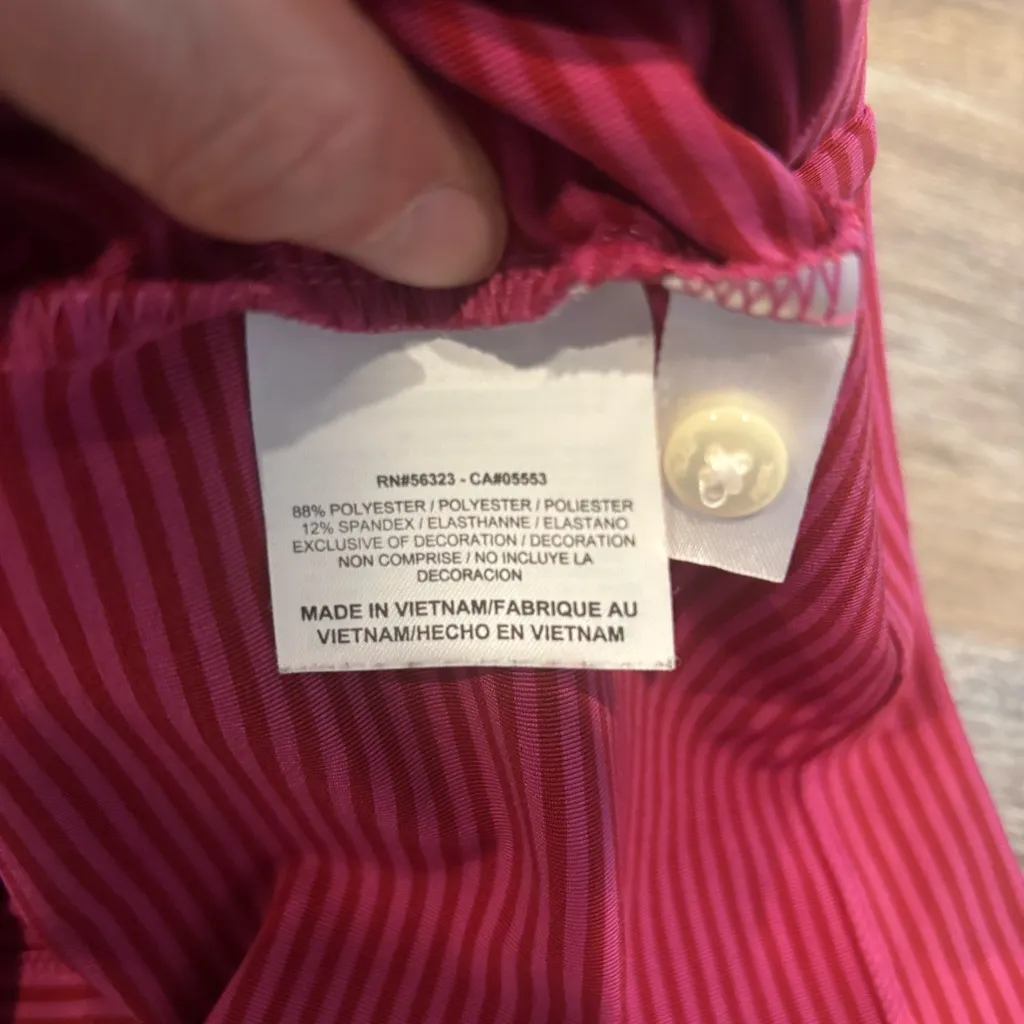 RN#56323 - CA#05553
88% POLYESTER / POLYESTER / POLIESTER
12% SPANDEX / ELASTHANNE / ELASTANO
EXCLUSIVE OF DECORATION / DECORATION
NON COMPRISE / NO INCLUYE LA
DECORACION
MADE IN VIETNAM/FABRIQUE AU
VIETNAM/HECHO EN VIETNAM